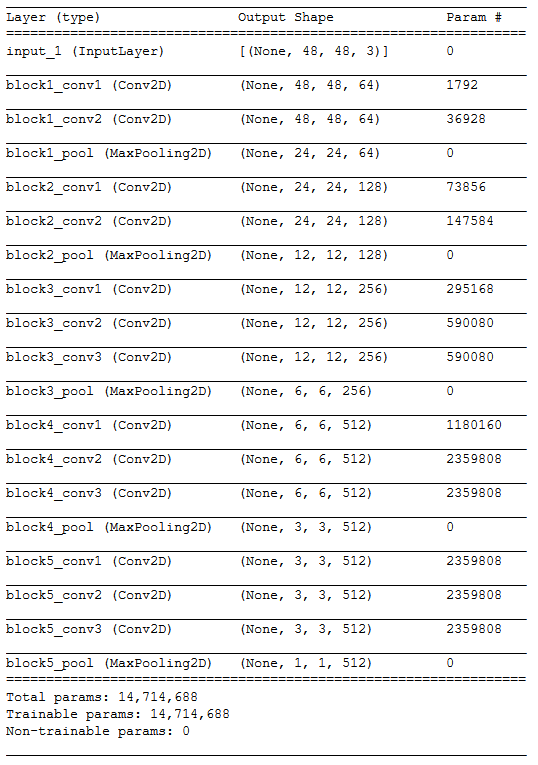 Layer (type) Output Shape Param #
input_1 (InputLayer) [(None, 48, 48, 3)] 0
block1_conv1 (Conv2D) (None, 48, 48, 64) 1792
block1_conv2 (Conv2D) (None, 48, 48, 64) 36928
block1_pool (MaxPooling2D) (None, 24, 24, 64) 0
block2_conv1 (Conv2D) (None, 24, 24, 128) 73856
block2_conv2 (Conv2D) (None, 24, 24, 128) 147584
block2_pool (MaxPooling2D) (None, 12, 12, 128) 0
block3_conv1 (Conv2D) (None, 12, 12, 256) 295168
block3_conv2 (Conv2D) (None, 12, 12, 256) 590080
block3_conv3 (Conv2D) (None, 12, 12, 256) 590080
block3_pool (MaxPooling2D) (None, 6, 6, 256) 0
block4_conv1 (Conv2D) (None, 6, 6, 512) 1180160
block4_conv2 (Conv2D) (None, 6, 6, 512) 2359808
block4_conv3 (Conv2D) (None, 6, 6, 512) 2359808
block4_pool (MaxPooling2D) (None, 3, 3, 512) 0
block5_conv1 (Conv2D) (None, 3, 3, 512) 2359808
block5_conv2 (Conv2D) (None, 3, 3, 512) 2359808
block5_conv3 (Conv2D) (None, 3, 3, 512) 2359808
block5_pool (MaxPooling2D) (None, 1, 1, 512) 0
Total params: 14,714,688
Trainable params: 14,714,688
Non-trainable params: 0